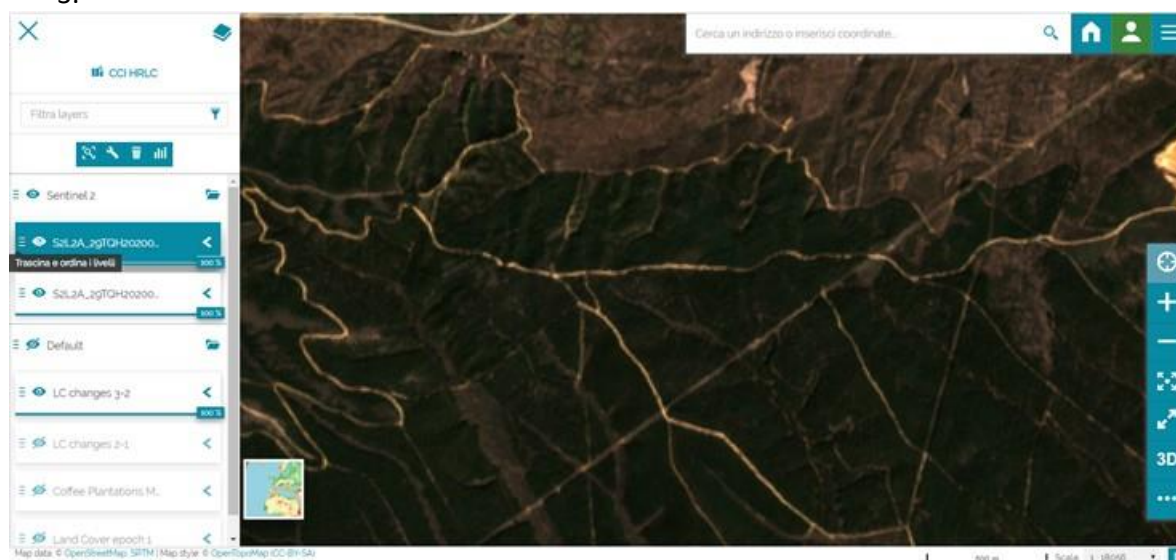 Cerca un indirizzo o inserisci coordinate..
CCI HRLC
Filtra layers
Sentinel 2
S2L2A_29TQH20200..
100 %
Trascina e ordina i livelli
S2L2A_29TQH20200..
100 %
Default
LC changes 3-2
100 %
LC changes 2-1
Coffee Plantations M..
Land Cover epoch 1
3D
Map data: © OpenStreetMap, SRTM | Map style: © OpenTopoMap (CC-BY-SA)
Scale